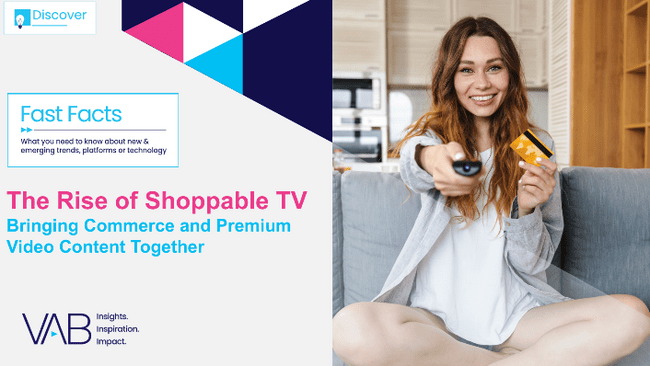 Discover
Fast Facts
What you need to know about new &
emerging trends, platforms or technology
The Rise of Shoppable TV
Bringing Commerce and Premium
Video Content Together
VAB
Insights.
Inspiration.
Impact.